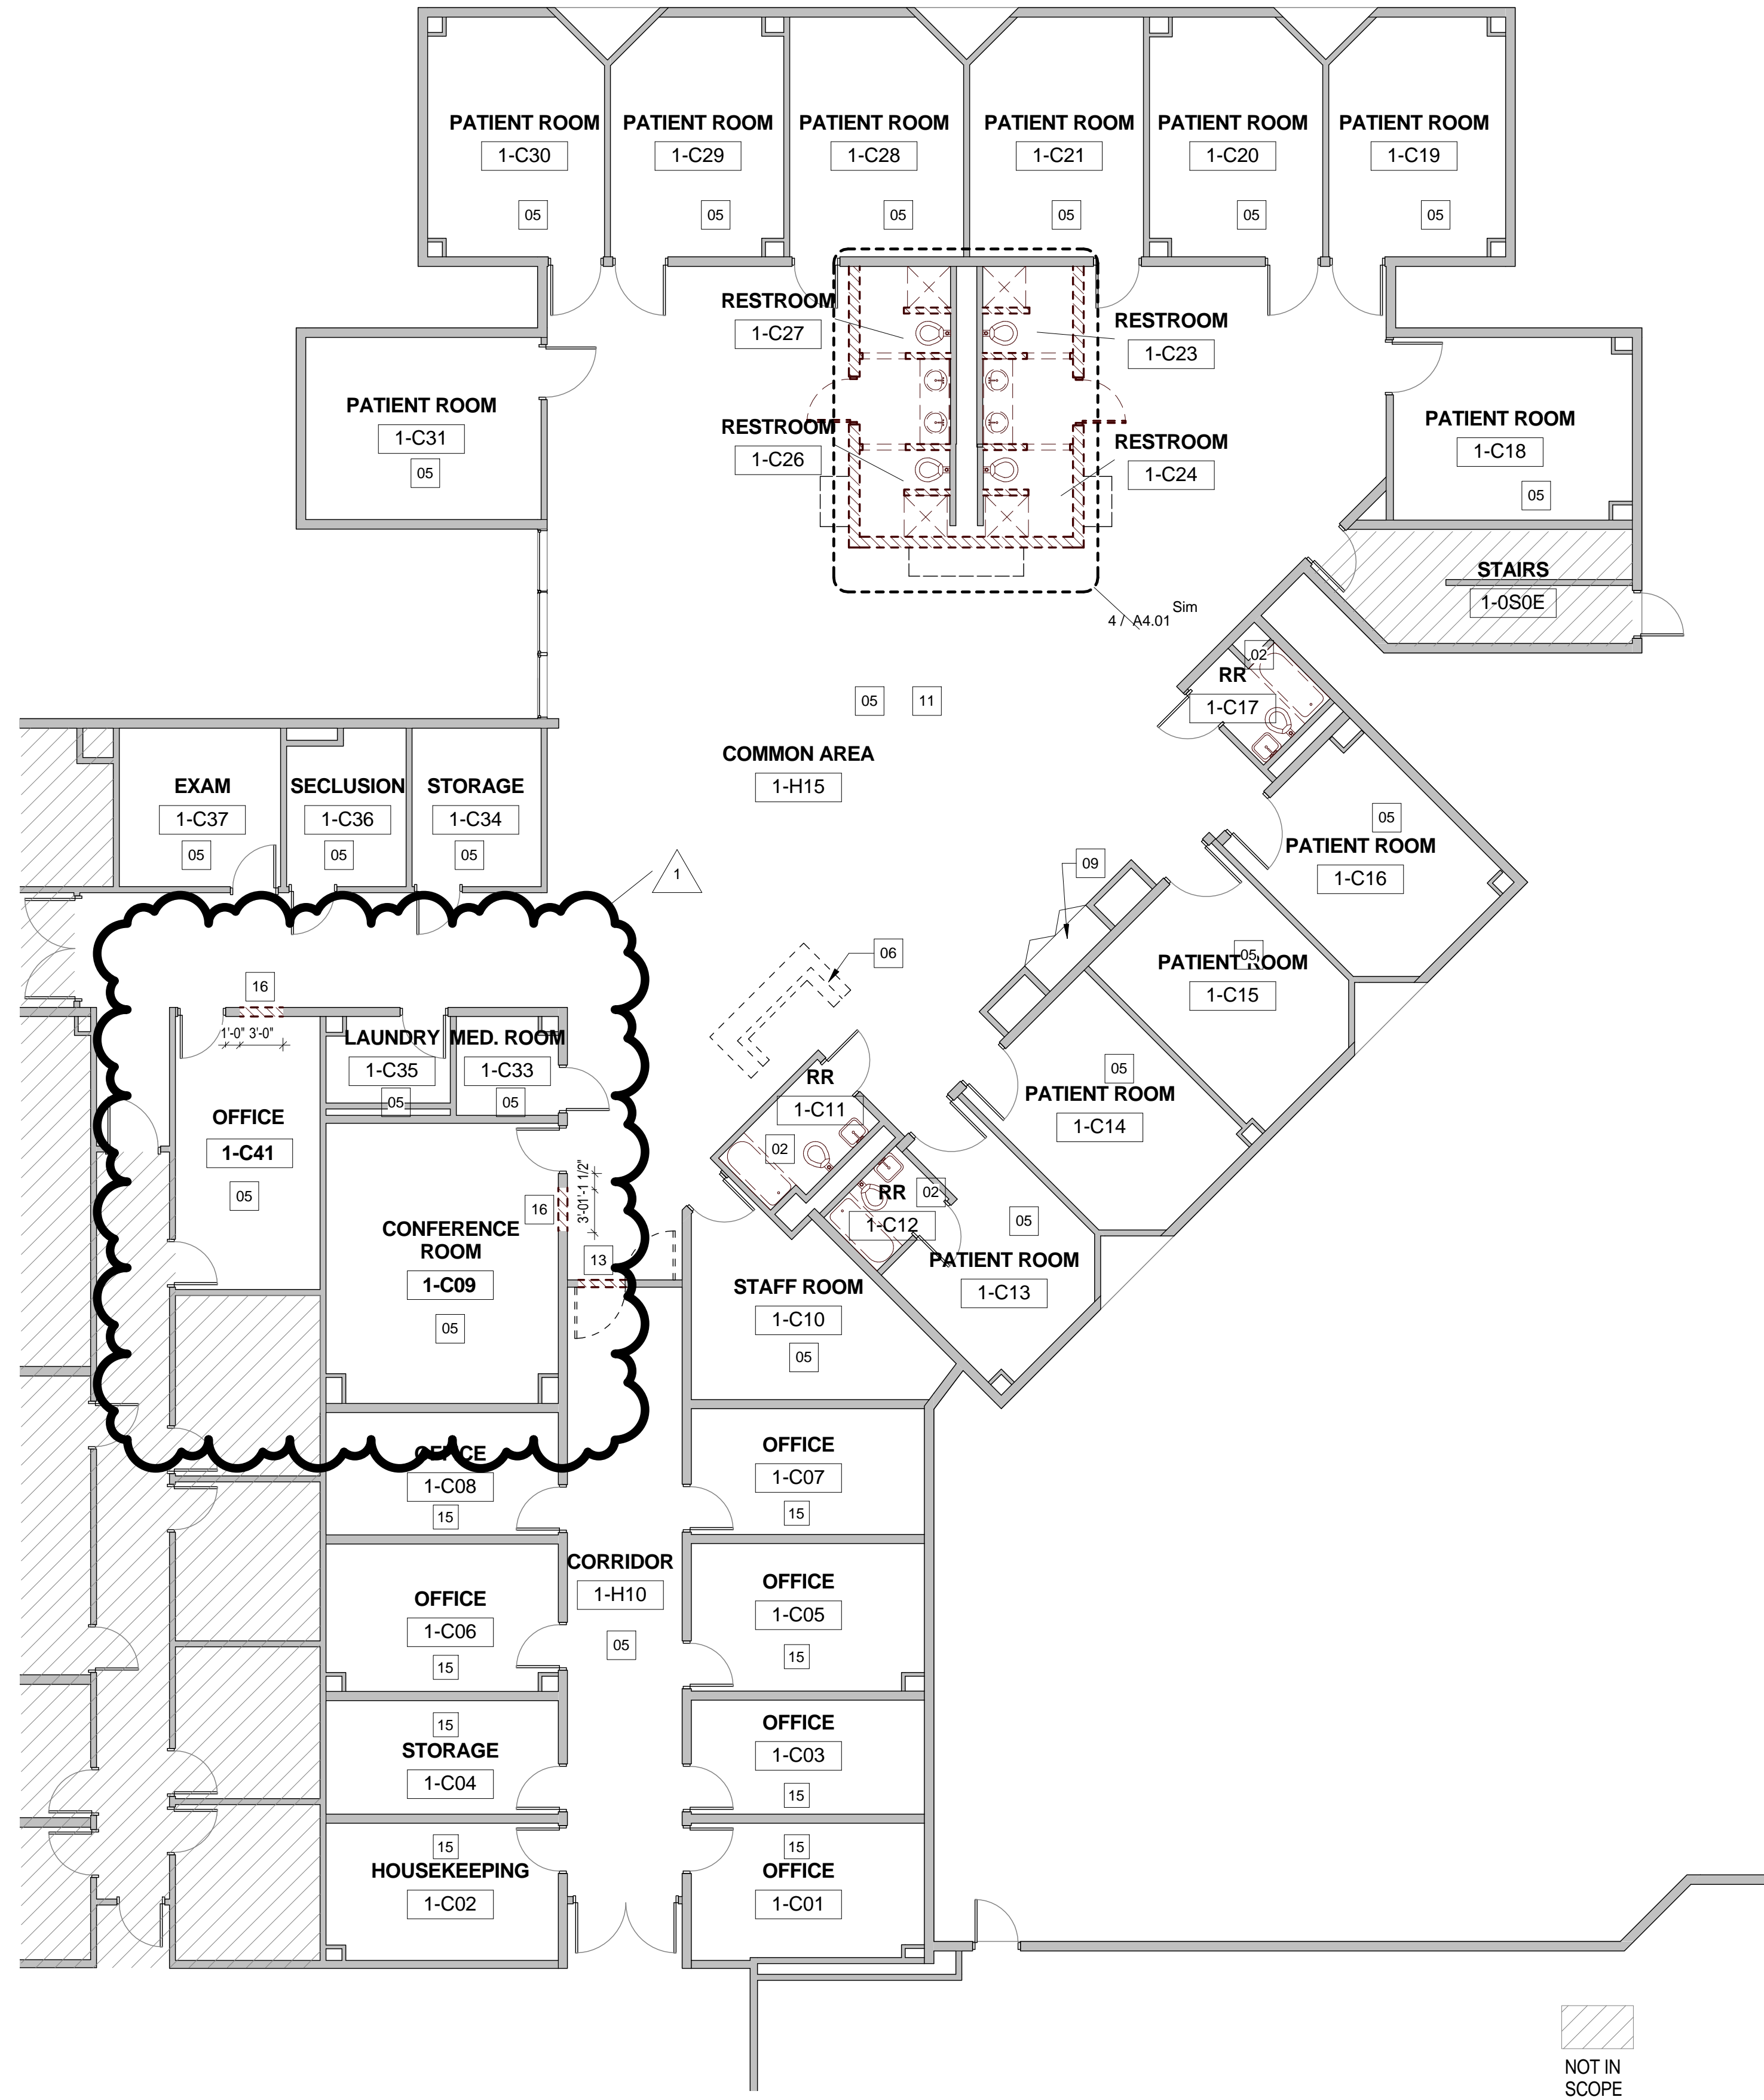 PATIENT ROOM
1-C30
05
PATIENT ROOM
1-C29
05
PATIENT ROOM
1-C28
05
PATIENT ROOM
1-C21
05
PATIENT ROOM
1-C20
05
PATIENT ROOM
1-C19
05
RESTROOM
1-C27
RESTROOM
1-C23
PATIENT ROOM
1-C31
05
RESTROOM
1-C26
RESTROOM
1-C24
PATIENT ROOM
1-C18
05
STAIRS
1-0S0E
Sim
4 / A4.01
02
RR
1-C17
05
11
COMMON AREA
1-H15
EXAM
1-C37
05
SECLUSION
1-C36
05
STORAGE
1-C34
05
1
05
PATIENT ROOM
1-C16
09
05
PATIENT ROOM
1-C15
06
16
1'-0" 3'-0"
LAUNDRY
1-C35
05
MED. ROOM
1-C33
05
OFFICE
1-C41
05
RR
1-C11
02
05
PATIENT ROOM
1-C14
RR
02
1-C12
05
PATIENT ROOM
1-C13
CONFERENCE
ROOM
1-C09
05
16
3'-01'-1 1/2"
13
STAFF ROOM
1-C10
05
OFFICE
1-C08
15
OFFICE
1-C07
15
CORRIDOR
1-H10
05
OFFICE
1-C06
15
OFFICE
1-C05
15
15
STORAGE
1-C04
OFFICE
1-C03
15
15
HOUSEKEEPING
1-C02
15
OFFICE
1-C01
NOT IN
SCOPE